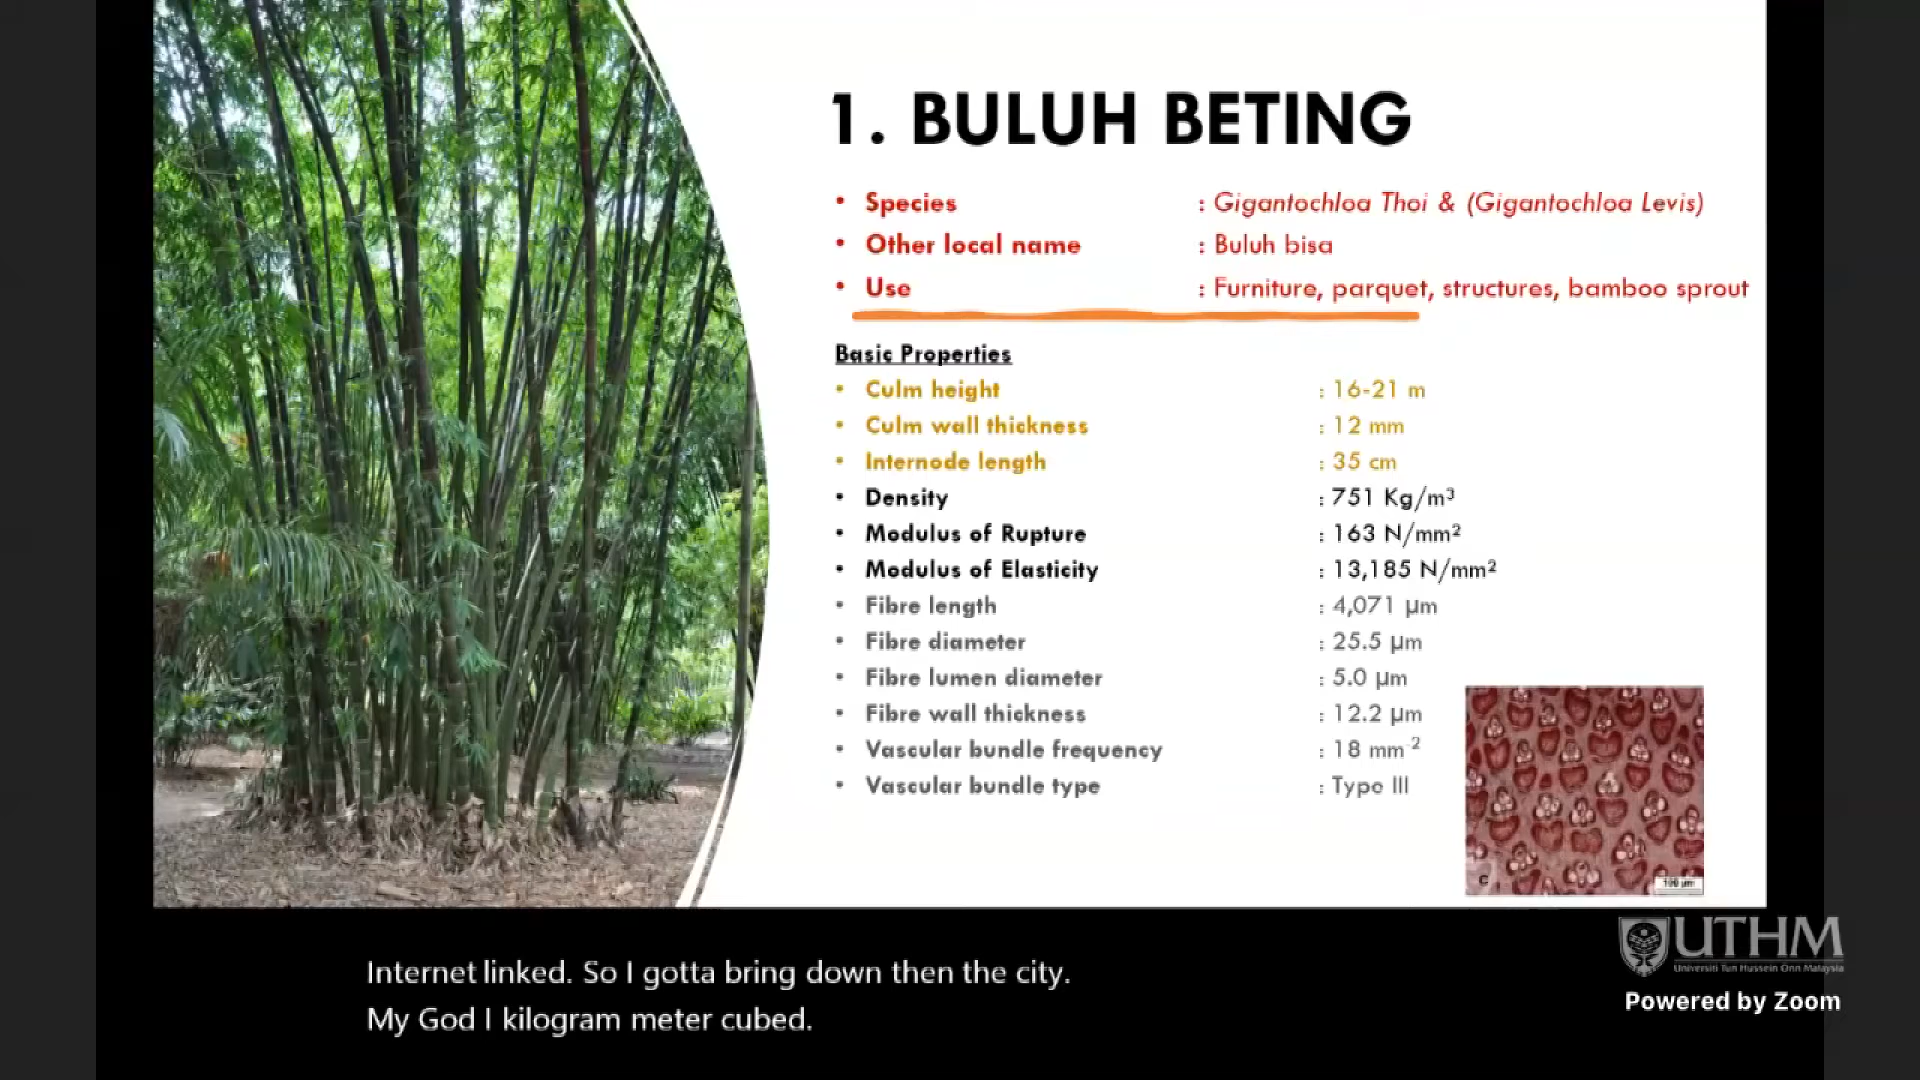 1. BULUH BETING
• Species : Gigantochloa Thoi & (Gigantochloa Levis)
• Other local name : Buluh bisa
• Use : Furniture, parquet, structures, bamboo sprout
Basic Properties
• Culm height : 16-21 m
• Culm wall thickness : 12 mm
• Internode length : 35 cm
• Density : 751 Kg/m³
• Modulus of Rupture : 163 N/mm²
• Modulus of Elasticity : 13,185 N/mm²
• Fibre length : 4,071 µm
• Fibre diameter : 25.5 µm
• Fibre lumen diameter : 5.0 µm
• Fibre wall thickness : 12.2 µm
• Vascular bundle frequency : 18 mm⁻²
• Vascular bundle type : Type III
C
100 µm
UTHM
Universiti Tun Hussein Onn Malaysia
Powered by Zoom
Internet linked. So I gotta bring down then the city.
My God I kilogram meter cubed.